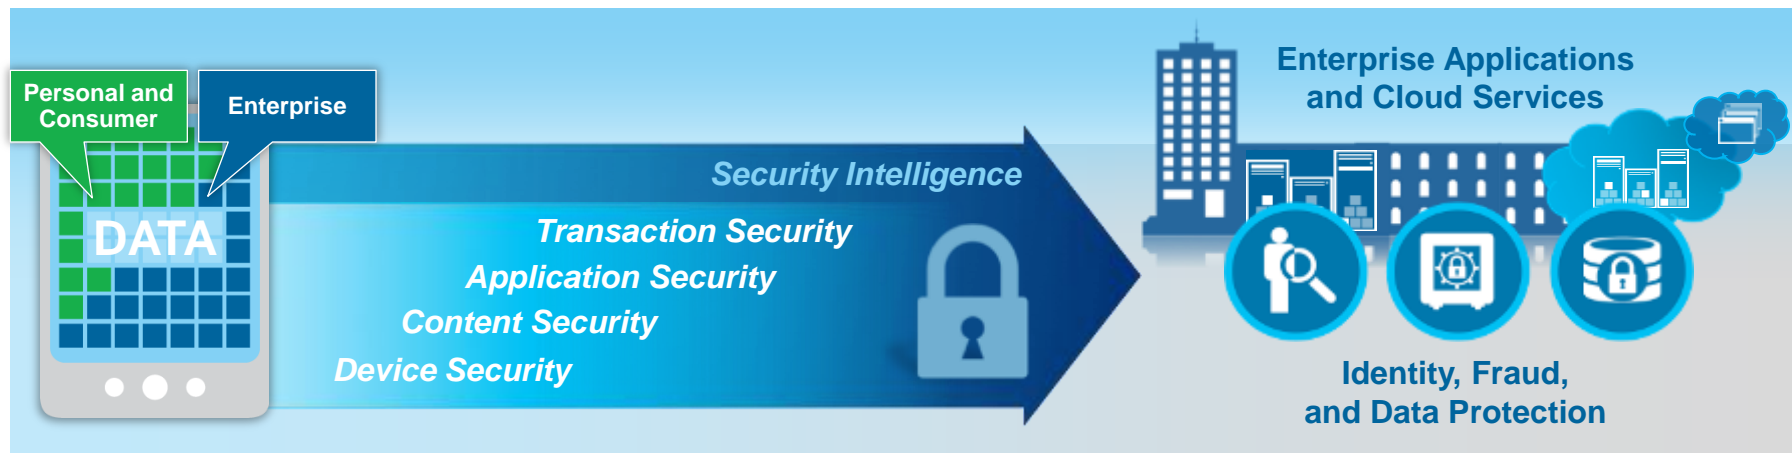 Personal and
Consumer
Enterprise
DATA
Security Intelligence
Transaction Security
Application Security
Content Security
Device Security
Enterprise Applications
and Cloud Services
Identity, Fraud,
and Data Protection